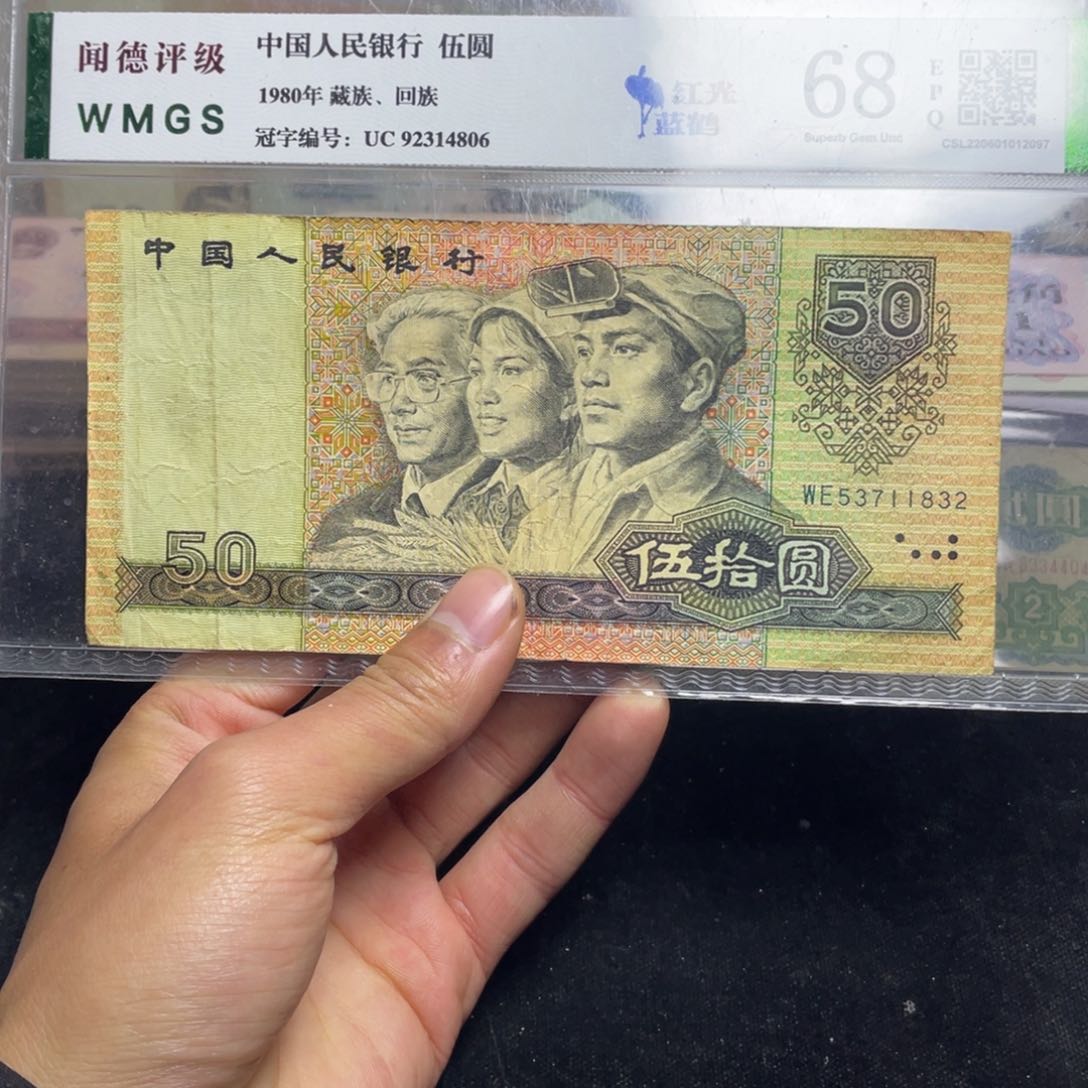 闻德评级
WMGS
中国人民银行 伍圆
1980年 藏族、回族
冠字编号：UC 92314806
红光
蓝鹤
68
Superb Gem Unc
EPQ
CSL220601012097
中国人民银行
50
WE53711832
50
伍拾圆
2